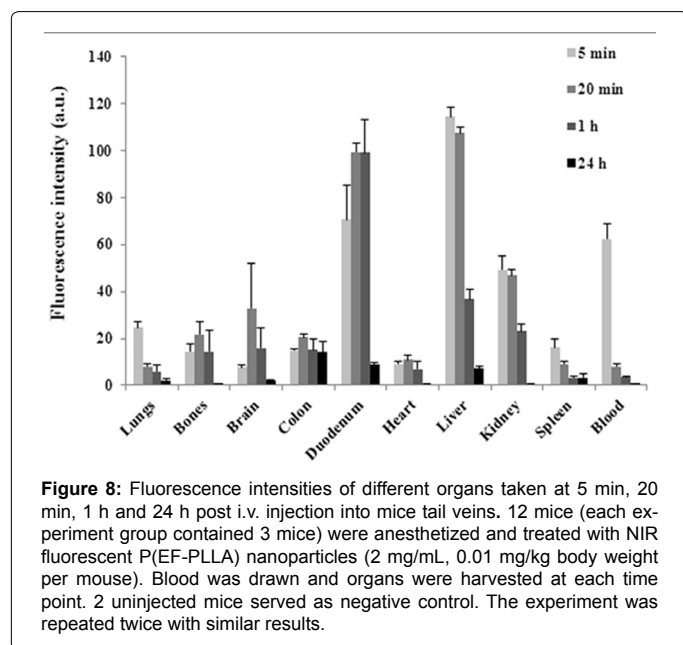 140
120
100
80
60
40
20
0
Fluorescence intensity (a.u.)
5 min
20 min
1 h
24 h
Lungs
Bones
Brain
Colon
Duodenum
Heart
Liver
Kidney
Spleen
Blood
Figure 8: Fluorescence intensities of different organs taken at 5 min, 20
min, 1 h and 24 h post i.v. injection into mice tail veins. 12 mice (each ex-
periment group contained 3 mice) were anesthetized and treated with NIR
fluorescent P(EF-PLLA) nanoparticles (2 mg/mL, 0.01 mg/kg body weight
per mouse). Blood was drawn and organs were harvested at each time
point. 2 uninjected mice served as negative control. The experiment was
repeated twice with similar results.